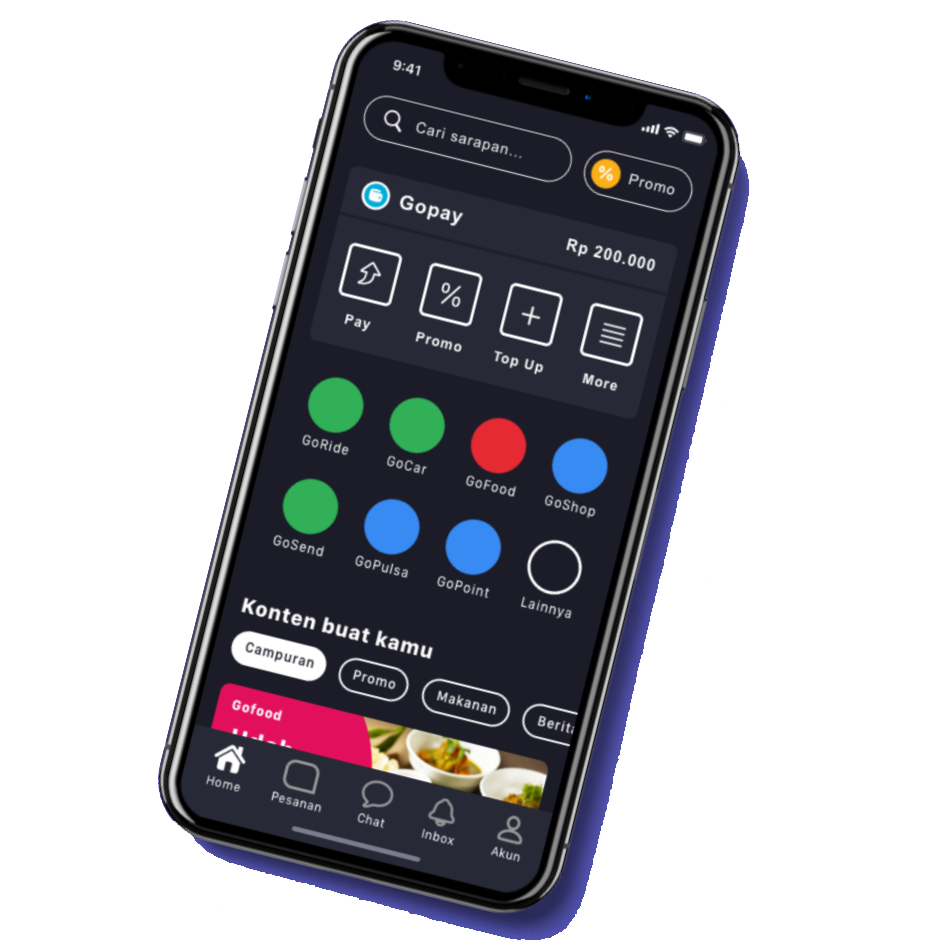 9:41
Cari sarapan...
% Promo
Gopay
Rp 200.000
%
Pay
Promo
Top Up
More
GoRide
GoCar
GoFood
GoShop
GoSend
GoPulsa
GoPoint
Lainnya
Konten buat kamu
Campuran
Promo
Makanan
Berita
Gofood
Home
Pesanan
Chat
Inbox
Akun